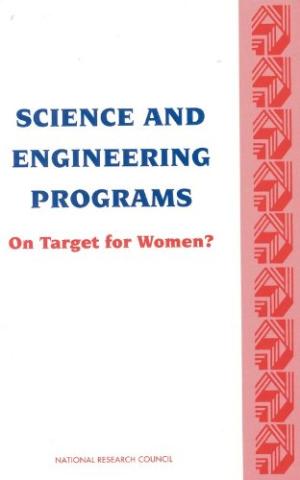 SCIENCE AND
ENGINEERING
PROGRAMS
On Target for Women?
NATIONAL RESEARCH COUNCIL